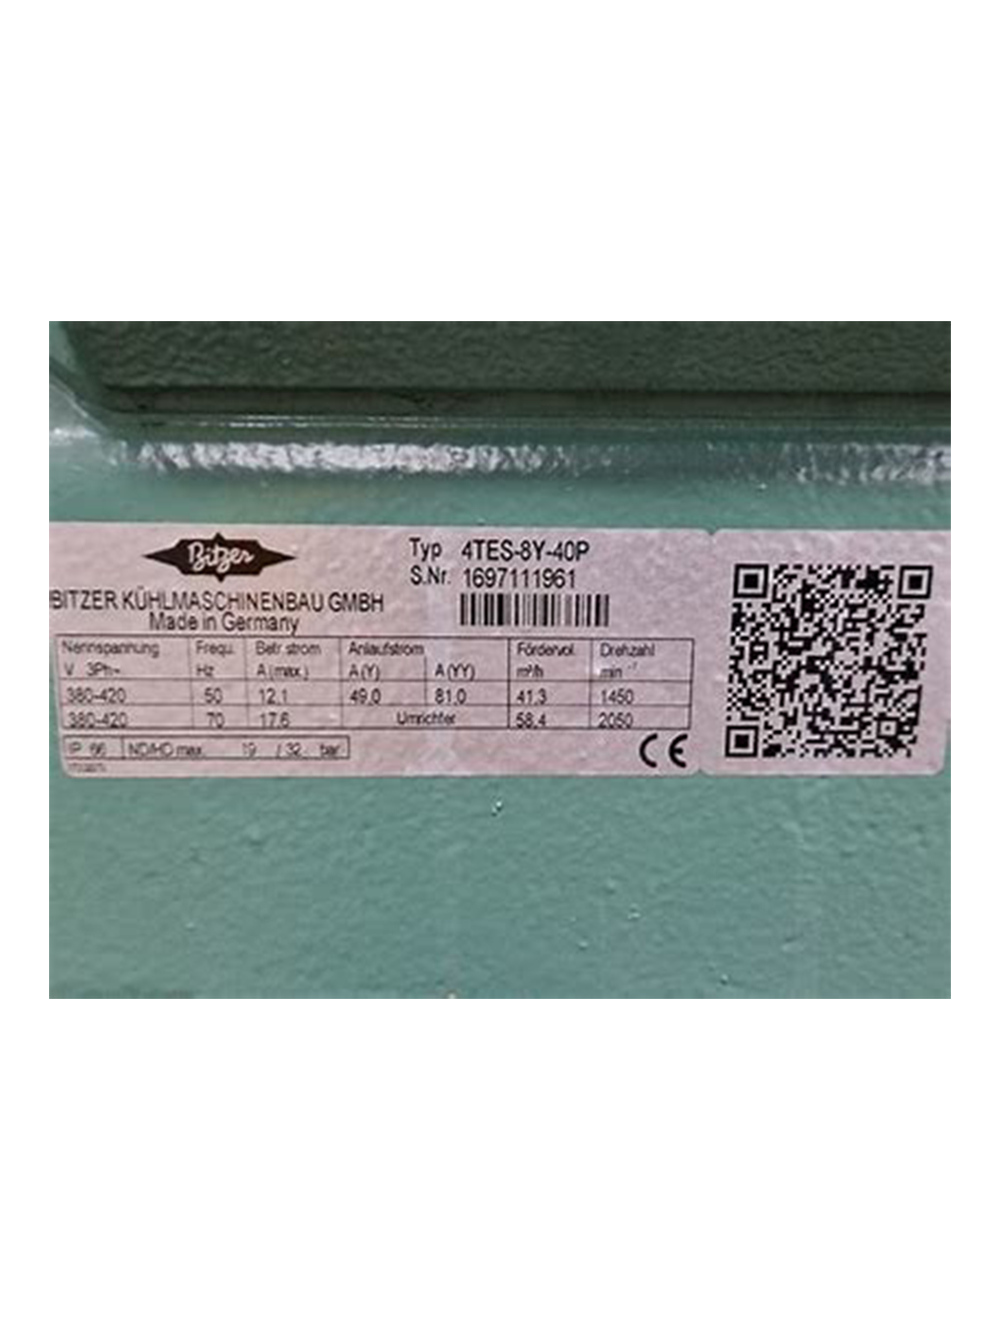 Bitzer
BITZER KÜHLMASCHINENBAU GMBH
Made in Germany
Typ 4TES-8Y-40P
S.Nr. 1697111961
Nennspannung Frequ. Betr.strom Anlaufstrom Fördervol. Drehzahl
V 3Ph~ Hz A(max.) A(Y) A(YY) m³/h min⁻¹
380-420 50 12,1 49,0 81,0 41,3 1450
380-420 70 17,6 Umrichter 58,4 2050
IP 66 ND/HD max. 19 / 32 bar
CE